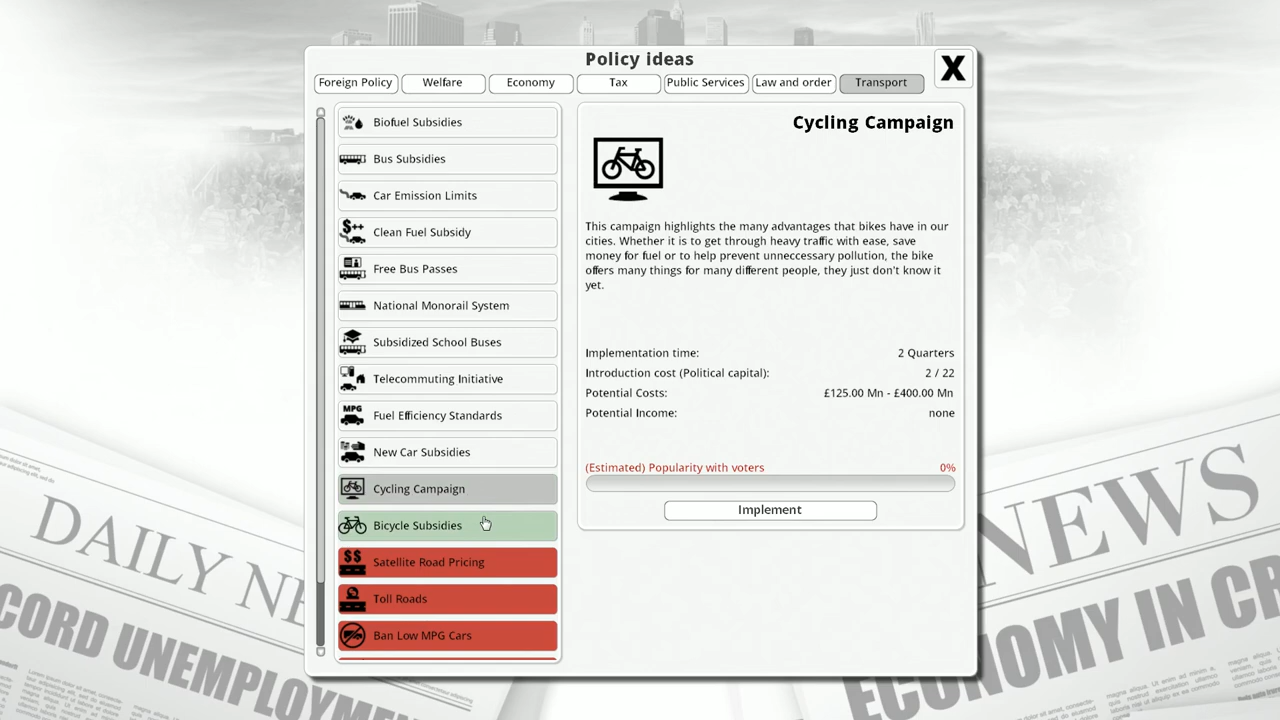 Policy ideas
X
Foreign Policy
Welfare
Economy
Tax
Public Services
Law and order
Transport
Biofuel Subsidies
Bus Subsidies
Car Emission Limits
$++
Clean Fuel Subsidy
Free Bus Passes
National Monorail System
Subsidized School Buses
Telecommuting Initiative
MPG
Fuel Efficiency Standards
New Car Subsidies
Cycling Campaign
Bicycle Subsidies
$$
Satellite Road Pricing
Toll Roads
Ban Low MPG Cars
Cycling Campaign
This campaign highlights the many advantages that bikes have in our
cities. Whether it is to get through heavy traffic with ease, save
money for fuel or to help prevent unneccessary pollution, the bike
offers many things for many different people, they just don't know it
yet.
Implementation time: 2 Quarters
Introduction cost (Political capital): 2 / 22
Potential Costs: £125.00 Mn - £400.00 Mn
Potential Income: none
(Estimated) Popularity with voters 0%
Implement
DAILY NE
CORD UNEMPLOYM
NEWS
ECONOMY IN CR